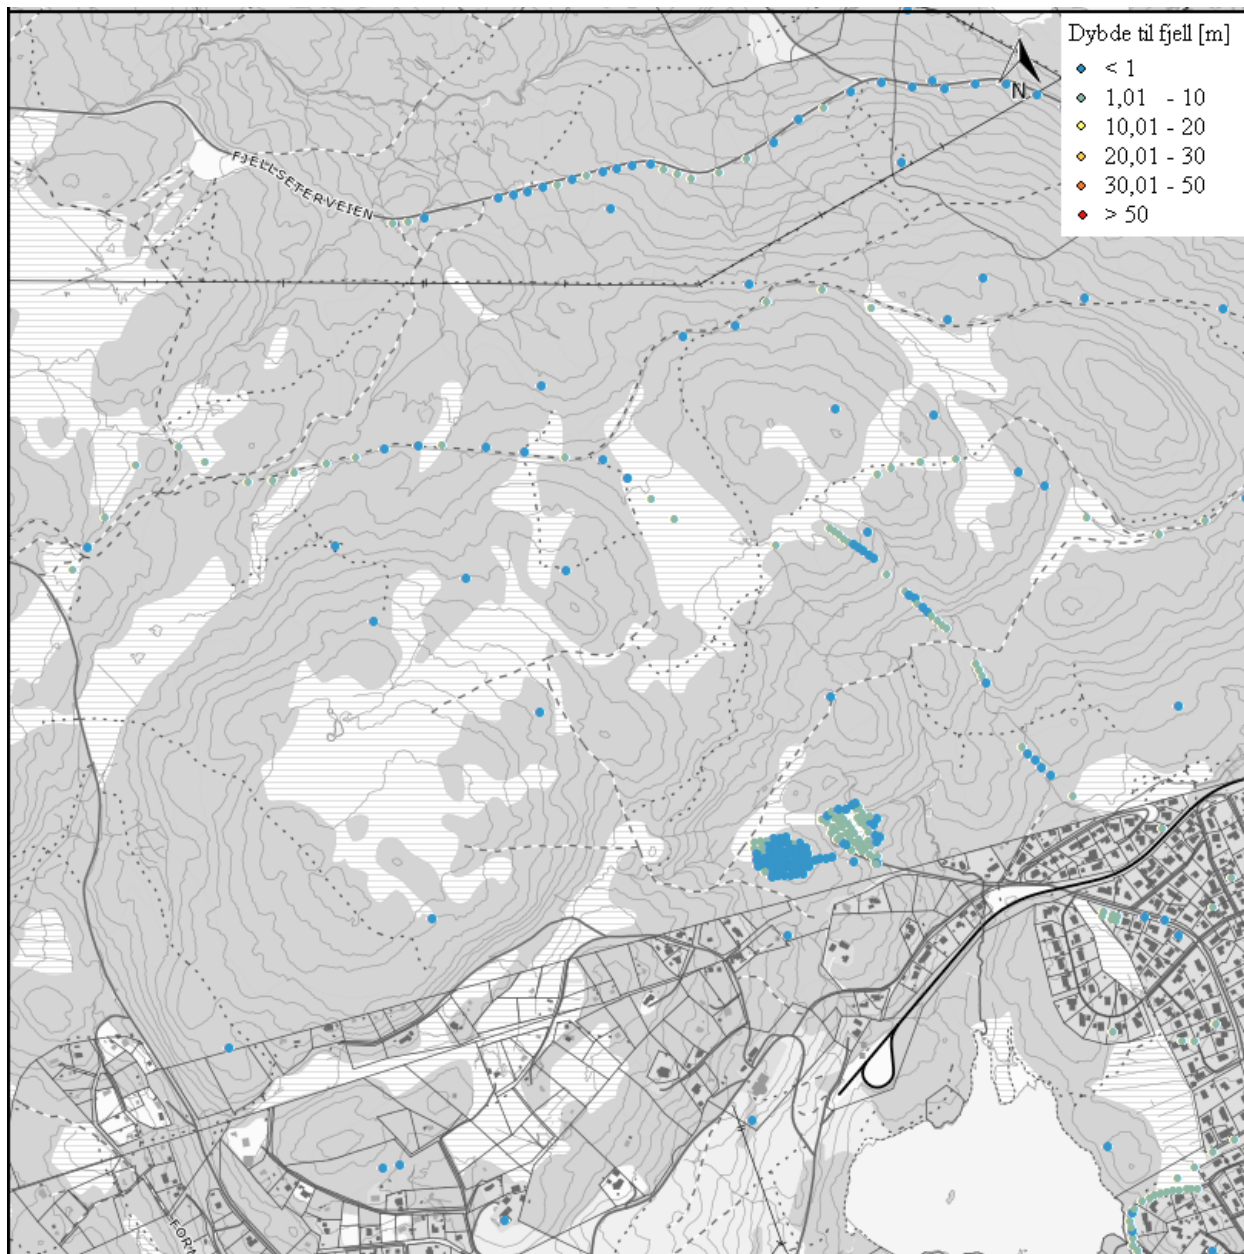 Dybde til fjell [m]
N
< 1
1,01 - 10
10,01 - 20
20,01 - 30
30,01 - 50
> 50
FJELLSETERVEIEN